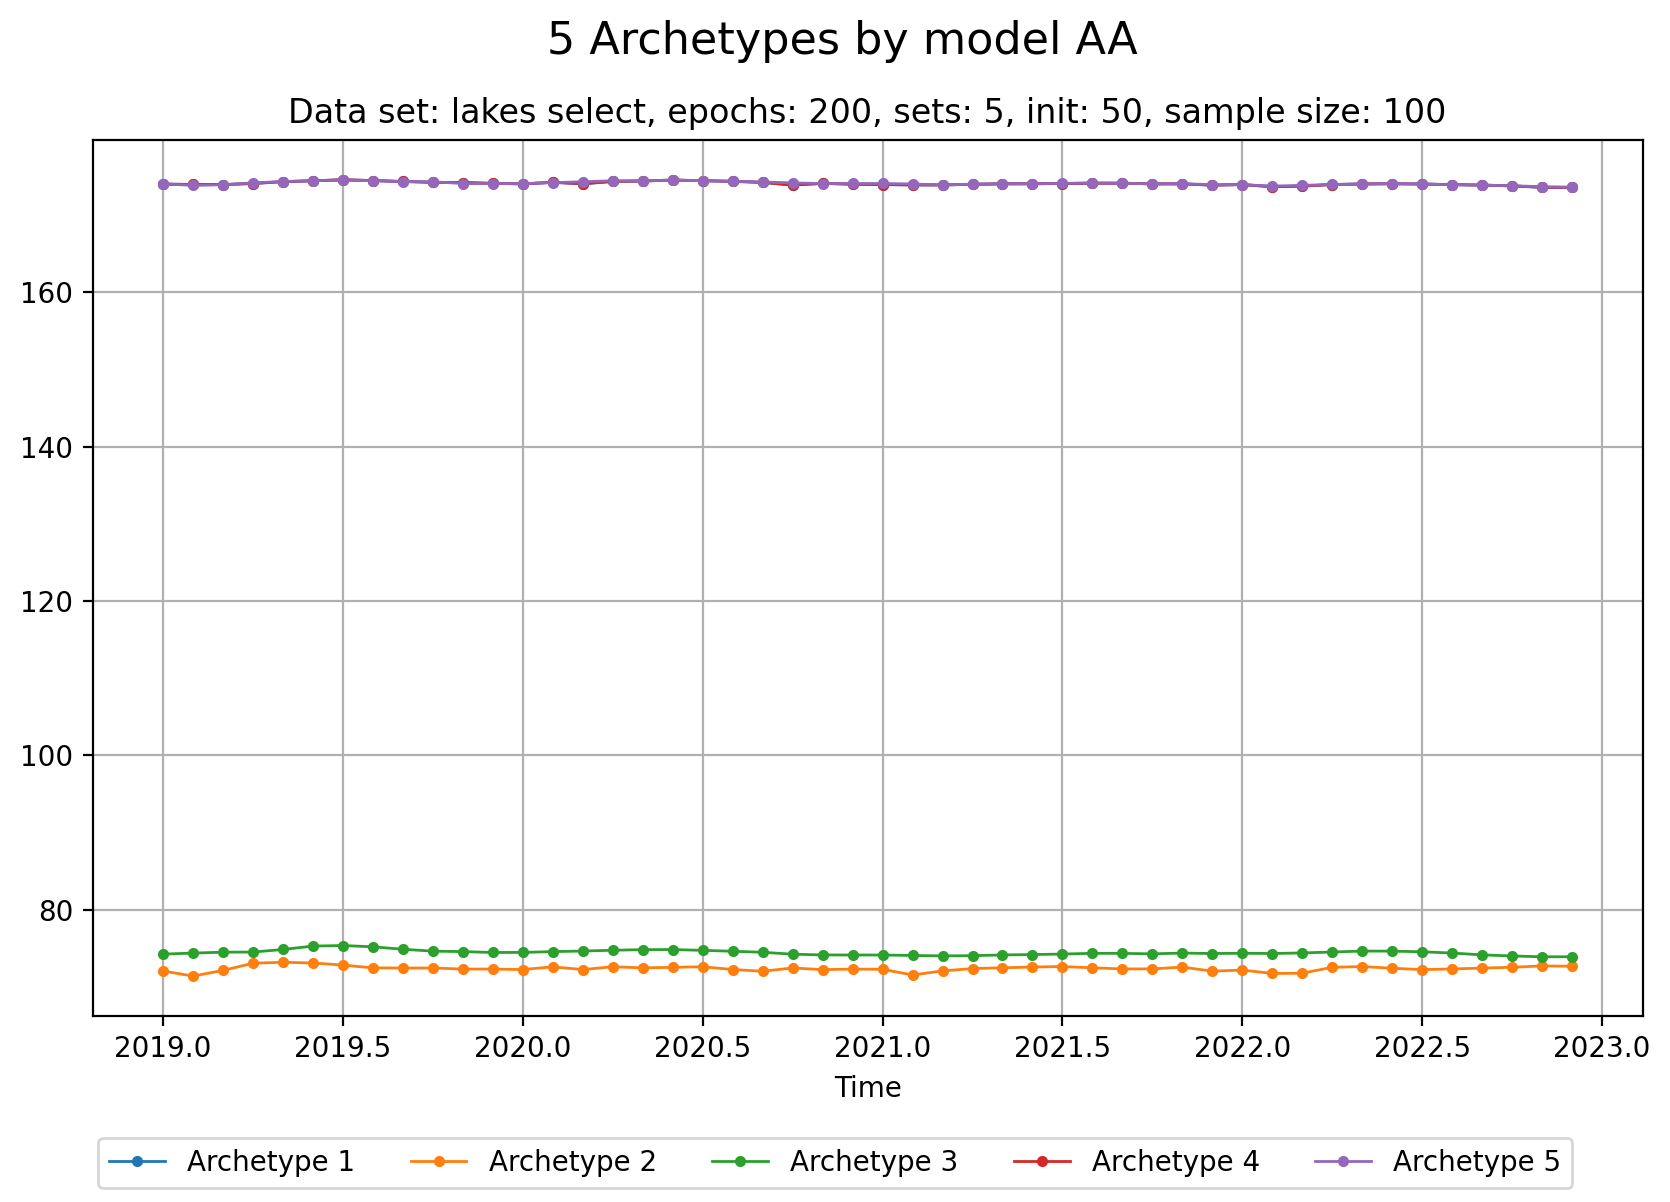 5 Archetypes by model AA
Data set: lakes select, epochs: 200, sets: 5, init: 50, sample size: 100
160
140
120
100
80
2019.0 2019.5 2020.0 2020.5 2021.0 2021.5 2022.0 2022.5 2023.0
Time
Archetype 1 Archetype 2 Archetype 3 Archetype 4 Archetype 5